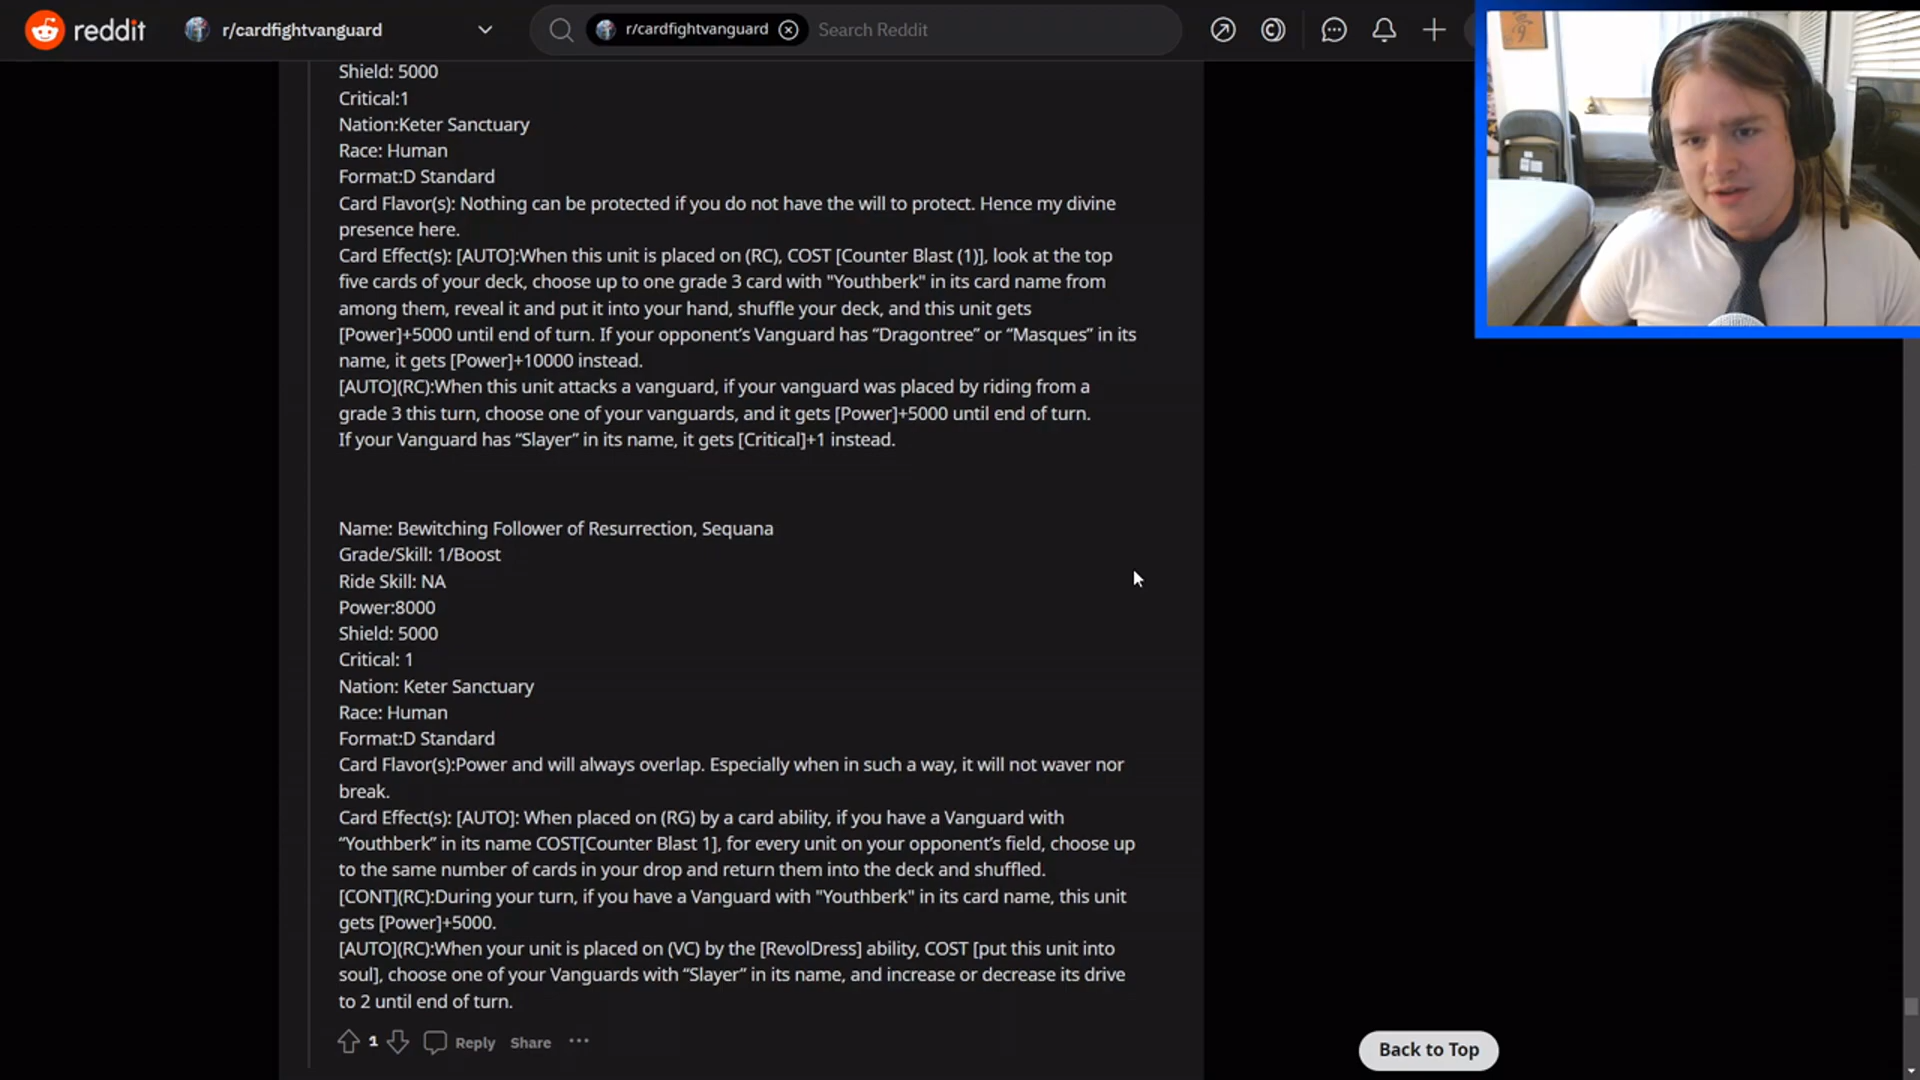 reddit
r/cardfightvanguard
r/cardfightvanguard
Search Reddit
Shield: 5000
Critical:1
Nation:Keter Sanctuary
Race: Human
Format:D Standard
Card Flavor(s): Nothing can be protected if you do not have the will to protect. Hence my divine
presence here.
Card Effect(s): [AUTO]:When this unit is placed on (RC), COST [Counter Blast (1)], look at the top
five cards of your deck, choose up to one grade 3 card with "Youthberk" in its card name from
among them, reveal it and put it into your hand, shuffle your deck, and this unit gets
[Power]+5000 until end of turn. If your opponent’s Vanguard has “Dragontree” or “Masques” in its
name, it gets [Power]+10000 instead.
[AUTO](RC):When this unit attacks a vanguard, if your vanguard was placed by riding from a
grade 3 this turn, choose one of your vanguards, and it gets [Power]+5000 until end of turn.
If your Vanguard has “Slayer” in its name, it gets [Critical]+1 instead.
Name: Bewitching Follower of Resurrection, Sequana
Grade/Skill: 1/Boost
Ride Skill: NA
Power:8000
Shield: 5000
Critical: 1
Nation: Keter Sanctuary
Race: Human
Format:D Standard
Card Flavor(s):Power and will always overlap. Especially when in such a way, it will not waver nor
break.
Card Effect(s): [AUTO]: When placed on (RG) by a card ability, if you have a Vanguard with
“Youthberk” in its name COST[Counter Blast 1], for every unit on your opponent’s field, choose up
to the same number of cards in your drop and return them into the deck and shuffled.
[CONT](RC):During your turn, if you have a Vanguard with "Youthberk" in its card name, this unit
gets [Power]+5000.
[AUTO](RC):When your unit is placed on (VC) by the [RevolDress] ability, COST [put this unit into
soul], choose one of your Vanguards with “Slayer” in its name, and increase or decrease its drive
to 2 until end of turn.
1 Reply Share
Back to Top